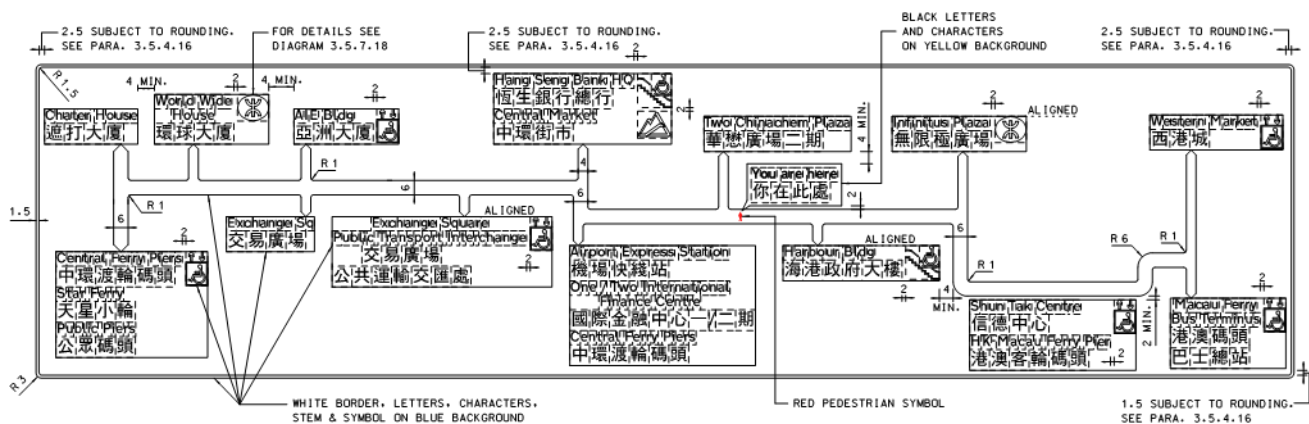 2.5 SUBJECT TO ROUNDING.
SEE PARA. 3.5.4.16
FOR DETAILS SEE
DIAGRAM 3.5.7.18
2.5 SUBJECT TO ROUNDING.
SEE PARA. 3.5.4.16
BLACK LETTERS
AND CHARACTERS
ON YELLOW BACKGROUND
2.5 SUBJECT TO ROUNDING.
SEE PARA. 3.5.4.16
R 1.5
4 MIN.
2
4 MIN.
2
2
2
2
2
Charter House
遮打大廈
World Wide
House
環球大廈
AIE Bldg
亞洲大廈
Hang Seng Bank HQ
恆生銀行總行
Central Market
中環街市
Two Chinachem Plaza
華懋廣場二期
4 MIN.
Infinitus Plaza
無限極廣場
ALIGNED
Western Market
西港城
You are here
你在此處
2
R 1
4
6
6
R 1
1.5
6
Exchange Sq
交易廣場
ALIGNED
Exchange Square
Public Transport Interchange
交易廣場
公共運輸交匯處
2
2
Central Ferry Piers
中環渡輪碼頭
Star Ferry
天星小輪
Public Piers
公眾碼頭
Airport Express Station
機場快綫站
One / Two International
Finance Centre
國際金融中心一/二期
Central Ferry Piers
中環渡輪碼頭
ALIGNED
Harbour Bldg
海港政府大樓
2
6
R 1
R 6
R 1
4
MIN.
Shun Tak Centre
信德中心
HK Macau Ferry Pier
港澳客輪碼頭
2
2 MIN.
2
Macau Ferry
Bus Terminus
港澳碼頭
巴士總站
R 3
WHITE BORDER, LETTERS, CHARACTERS,
STEM & SYMBOL ON BLUE BACKGROUND
RED PEDESTRIAN SYMBOL
1.5 SUBJECT TO ROUNDING.
SEE PARA. 3.5.4.16